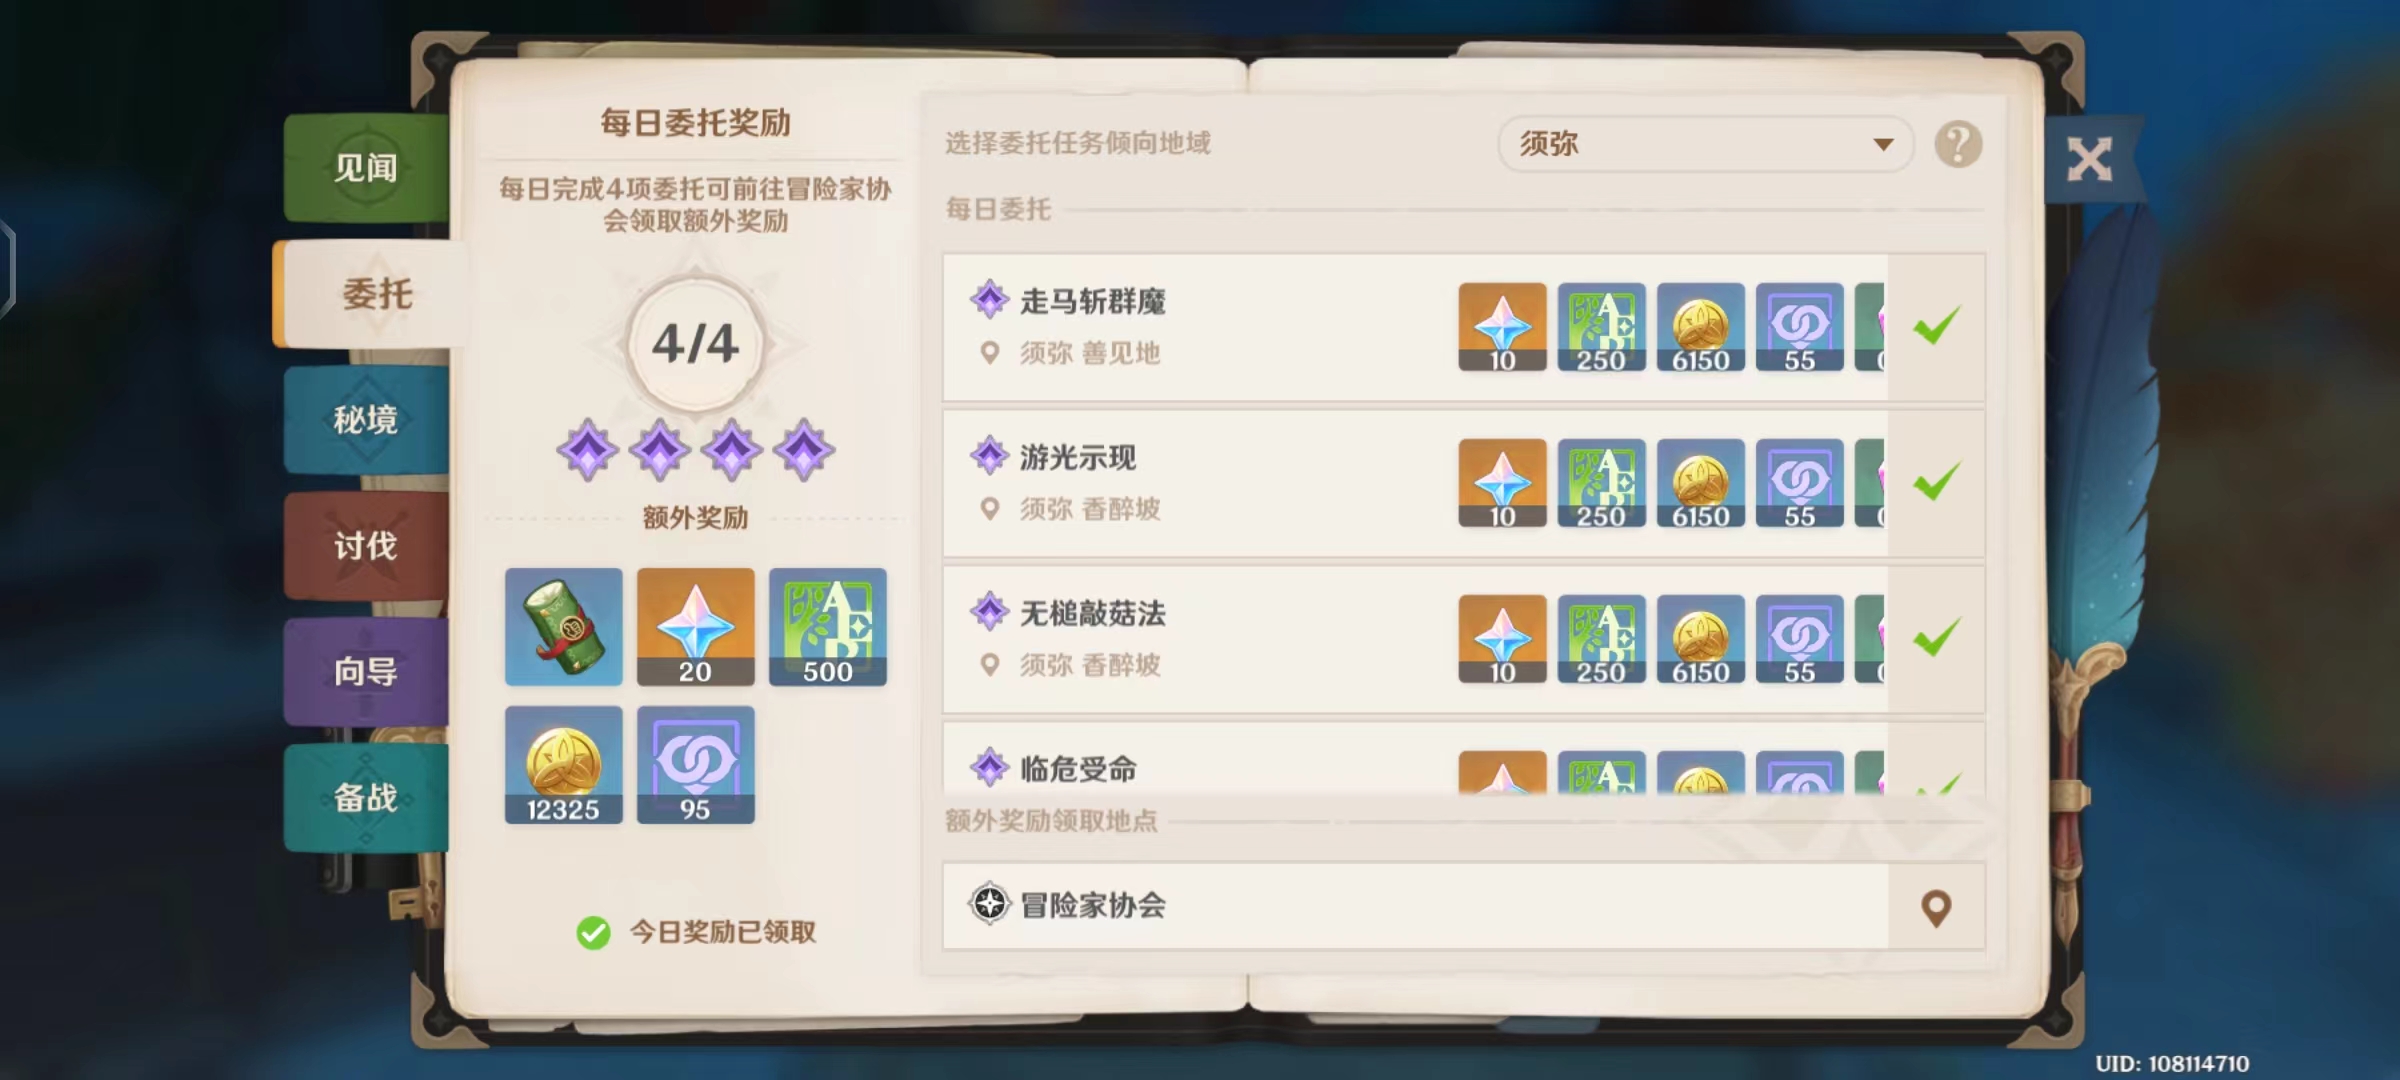 见闻
委托
秘境
讨伐
向导
备战
每日委托奖励
每日完成4项委托可前往冒险家协
会领取额外奖励
4/4
额外奖励
20
500
12325
95
今日奖励已领取
选择委托任务倾向地域
须弥
?
每日委托
走马斩群魔
须弥 善见地
10
250
6150
55
游光示现
须弥 香醉坡
10
250
6150
55
无槌敲菇法
须弥 香醉坡
10
250
6150
55
临危受命
额外奖励领取地点
冒险家协会
UID: 108114710